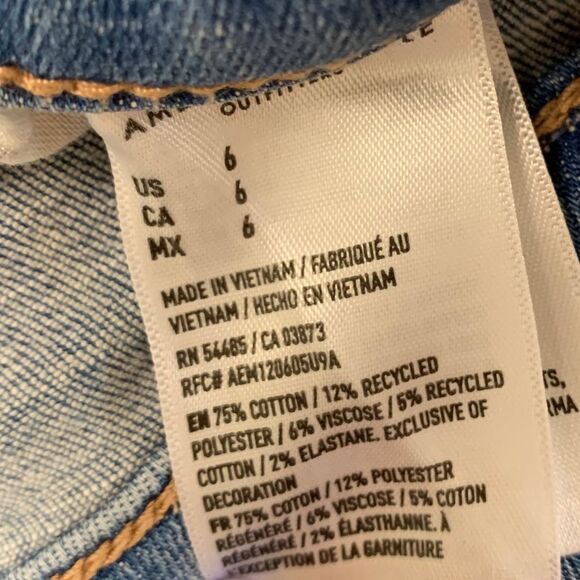 OUTFITTERS
US 6
CA 6
MX 6
MADE IN VIETNAM / FABRIQUÉ AU
VIETNAM / HECHO EN VIETNAM
RN 54485 / CA 03873
RFC# AEM120605U9A
EN 75% COTTON / 12% RECYCLED
POLYESTER / 6% VISCOSE / 5% RECYCLED
COTTON / 2% ELASTANE. EXCLUSIVE OF
DECORATION
FR 75% COTON / 12% POLYESTER
RÉGÉNÉRÉ / 6% VISCOSE / 5% COTON
RÉGÉNÉRÉ / 2% ÉLASTHANNE. À
L'EXCEPTION DE LA GARNITURE